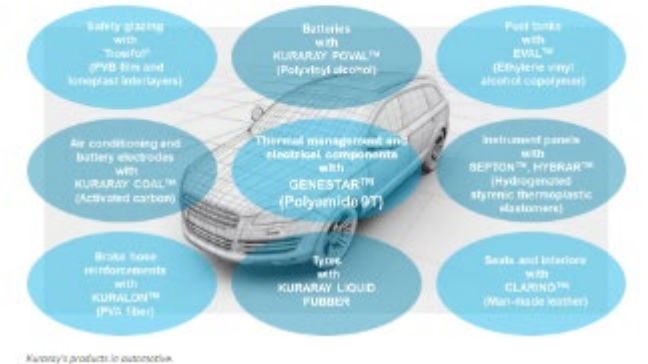 Safety glazing
with
Trosifol®
(PVB film and
ionoplast interlayers)
Batteries
with
KURARAY POVAL™
(Polyvinyl alcohol)
Fuel tanks
with
EVAL™
(Ethylene vinyl
alcohol copolymer)
Air conditioning and
battery electrodes
with
KURARAY COAL™
(Activated carbon)
Thermal management and
electrical components
with
GENESTAR™
(Polyamide 9T)
Instrument panels
with
SEPTON™, HYBRAR™
(Hydrogenated
styrenic thermoplastic
elastomers)
Brake hose
reinforcements
with
KURALON™
(PVA fiber)
Tyres
with
KURARAY LIQUID
RUBBER
Seats and interiors
with
CLARINO™
(Man-made leather)
Kuraray's products in automotive.